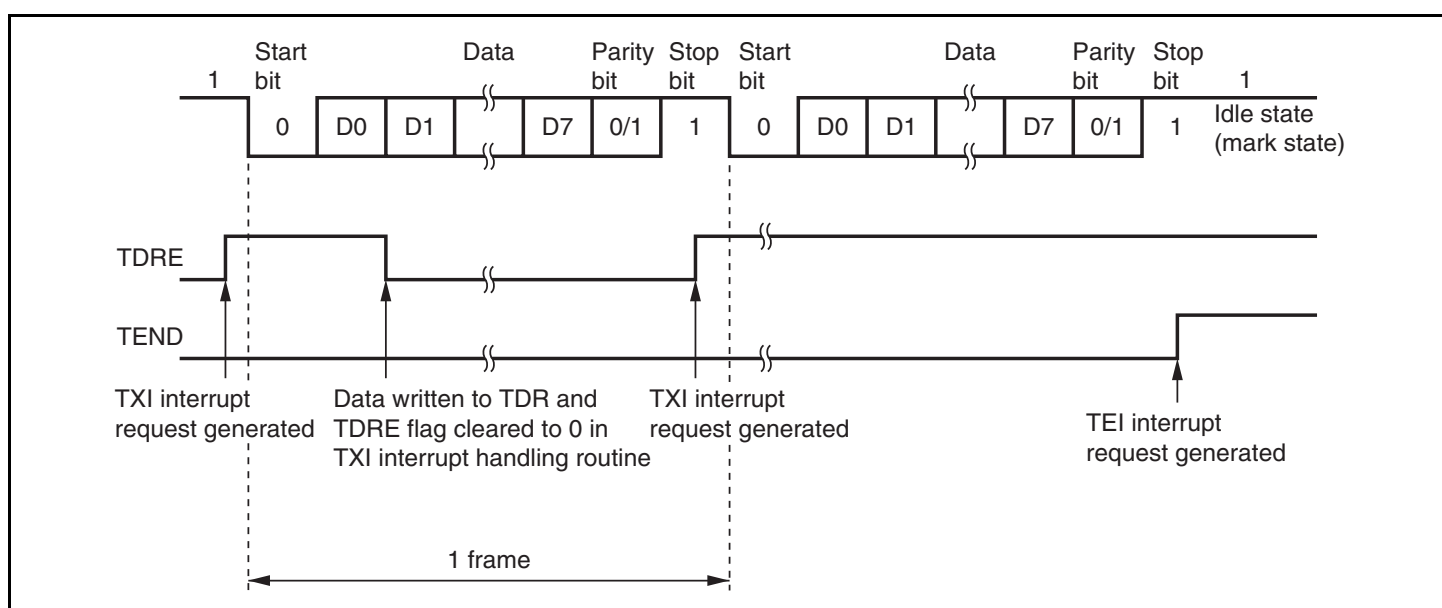 Start bit Data Parity bit Stop bit Start bit Data Parity bit Stop bit
1 1
0 D0 D1 D7 0/1 1 0 D0 D1 D7 0/1 1 Idle state (mark state)
TDRE
TEND
TXI interrupt
request generated
Data written to TDR and
TDRE flag cleared to 0 in
TXI interrupt handling routine
TXI interrupt
request generated
TEI interrupt
request generated
1 frame